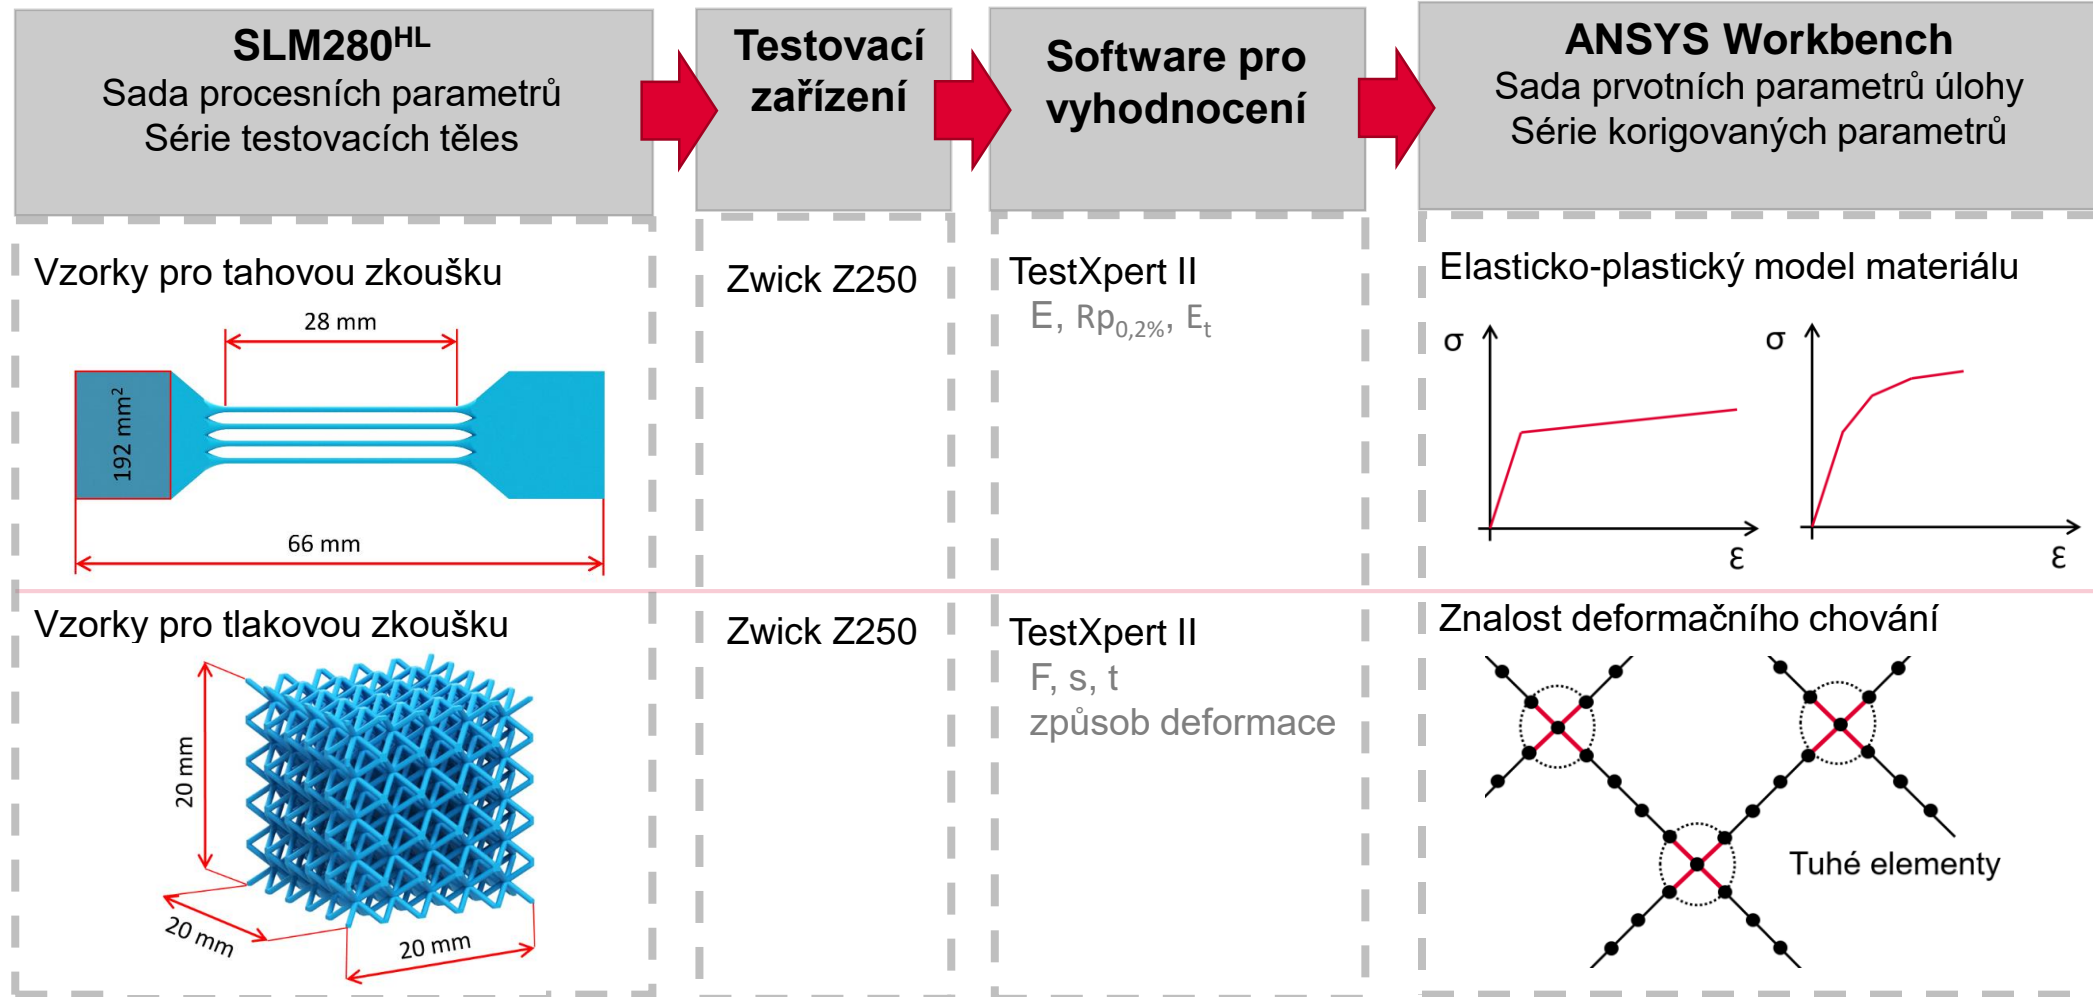 SLM280HL
Sada procesních parametrů
Série testovacích těles
Testovací
zařízení
Software pro
vyhodnocení
ANSYS Workbench
Sada prvotních parametrů úlohy
Série korigovaných parametrů
Vzorky pro tahovou zkoušku
28 mm
192 mm2
66 mm
Zwick Z250
TestXpert II
E, Rp0,2%, Et
Elasticko-plastický model materiálu
σ
ε
σ
ε
Vzorky pro tlakovou zkoušku
20 mm
20 mm
20 mm
Zwick Z250
TestXpert II
F, s, t
způsob deformace
Znalost deformačního chování
Tuhé elementy